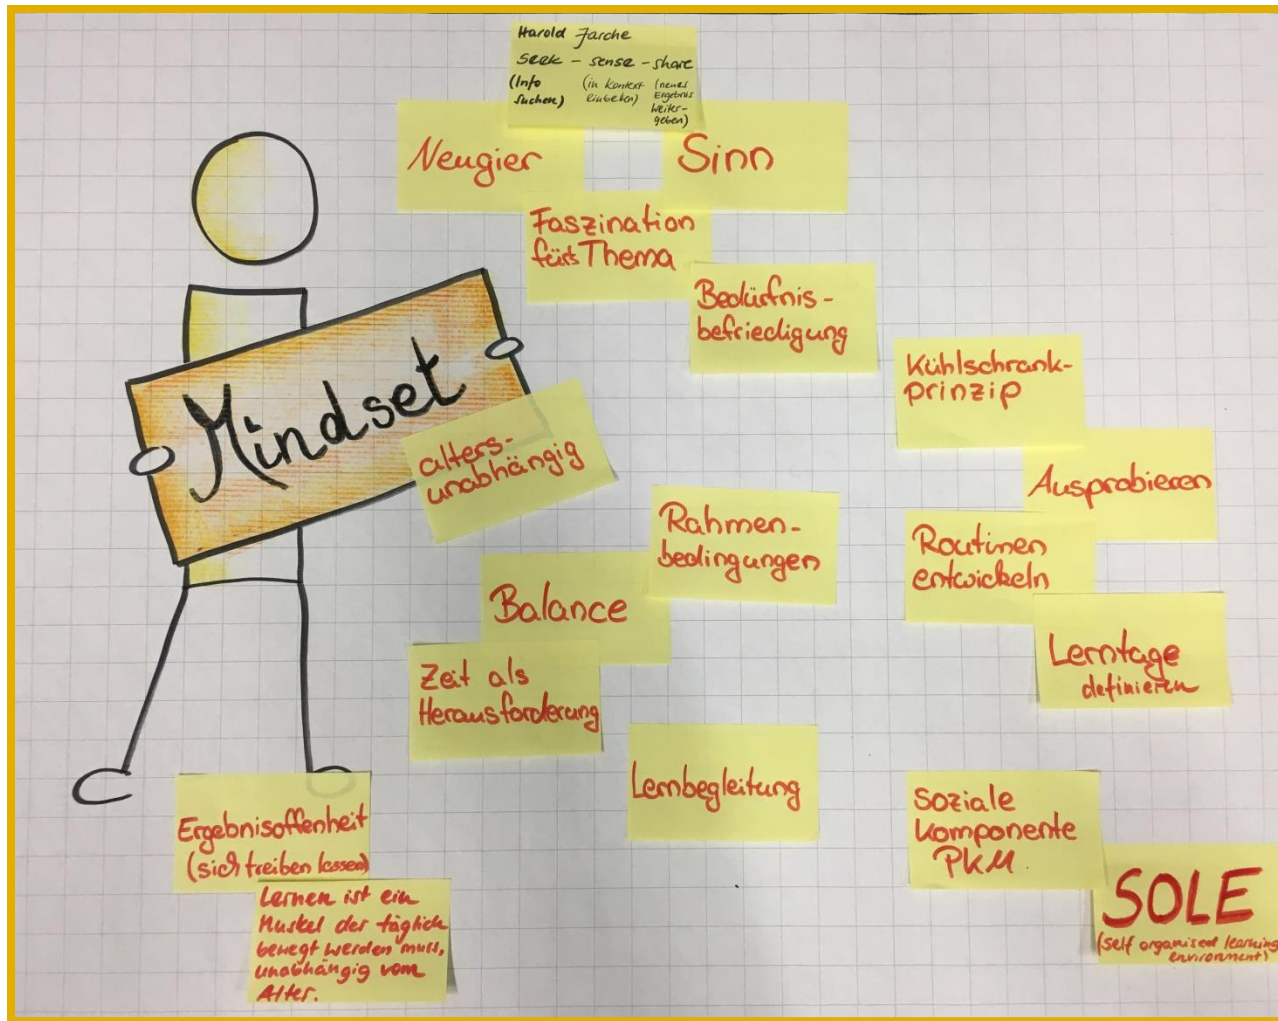 Harold Jarche
Seek - sense - share
(Info suchen)
(in Kontext einbetten)
(neues Ergebnis weiter-
geben)
Neugier
Sinn
Faszination
fürs Thema
Bedürfnis-
befriedigung
Kühlschrank-
prinzip
Mindset
alters-
unabhängig
Ausprobieren
Rahmen-
bedingungen
Routinen
entwickeln
Balance
Lerntage
definieren
Zeit als
Herausforderung
Lernbegleitung
Soziale
Komponente
PKM
Ergebnisoffenheit
(sich treiben lassen)
SOLE
(self organised learning
environment)
Lernen ist ein
Muskel der täglich
bewegt werden muss,
unabhängig vom
Alter.